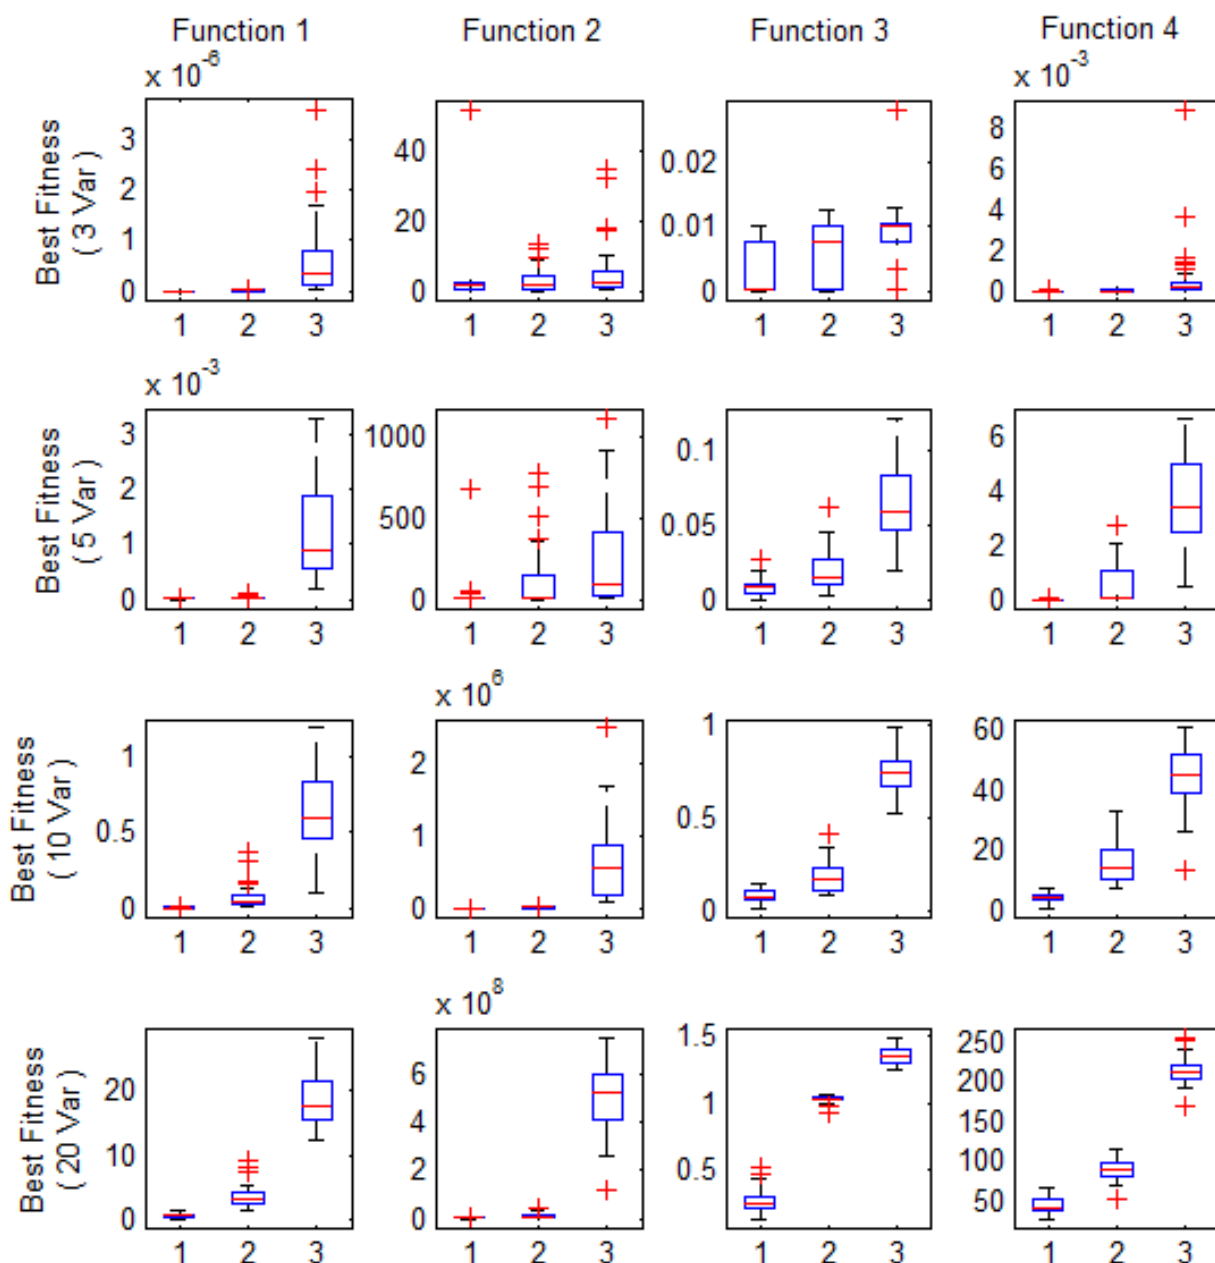 Function 1 Function 2 Function 3 Function 4
x 10^-6 x 10^-3
Best Fitness
( 3 Var )
3
2
1
0
1 2 3
40
20
0
1 2 3
0.02
0.01
0
1 2 3
8
6
4
2
0
1 2 3
x 10^-3
Best Fitness
( 5 Var )
3
2
1
0
1 2 3
1000
500
0
1 2 3
0.1
0.05
0
1 2 3
6
4
2
0
1 2 3
x 10^6
Best Fitness
( 10 Var )
1
0.5
0
1 2 3
2
1
0
1 2 3
1
0.5
0
1 2 3
60
40
20
0
1 2 3
x 10^8
Best Fitness
( 20 Var )
20
10
0
1 2 3
6
4
2
0
1 2 3
1.5
1
0.5
1 2 3
250
200
150
100
50
1 2 3